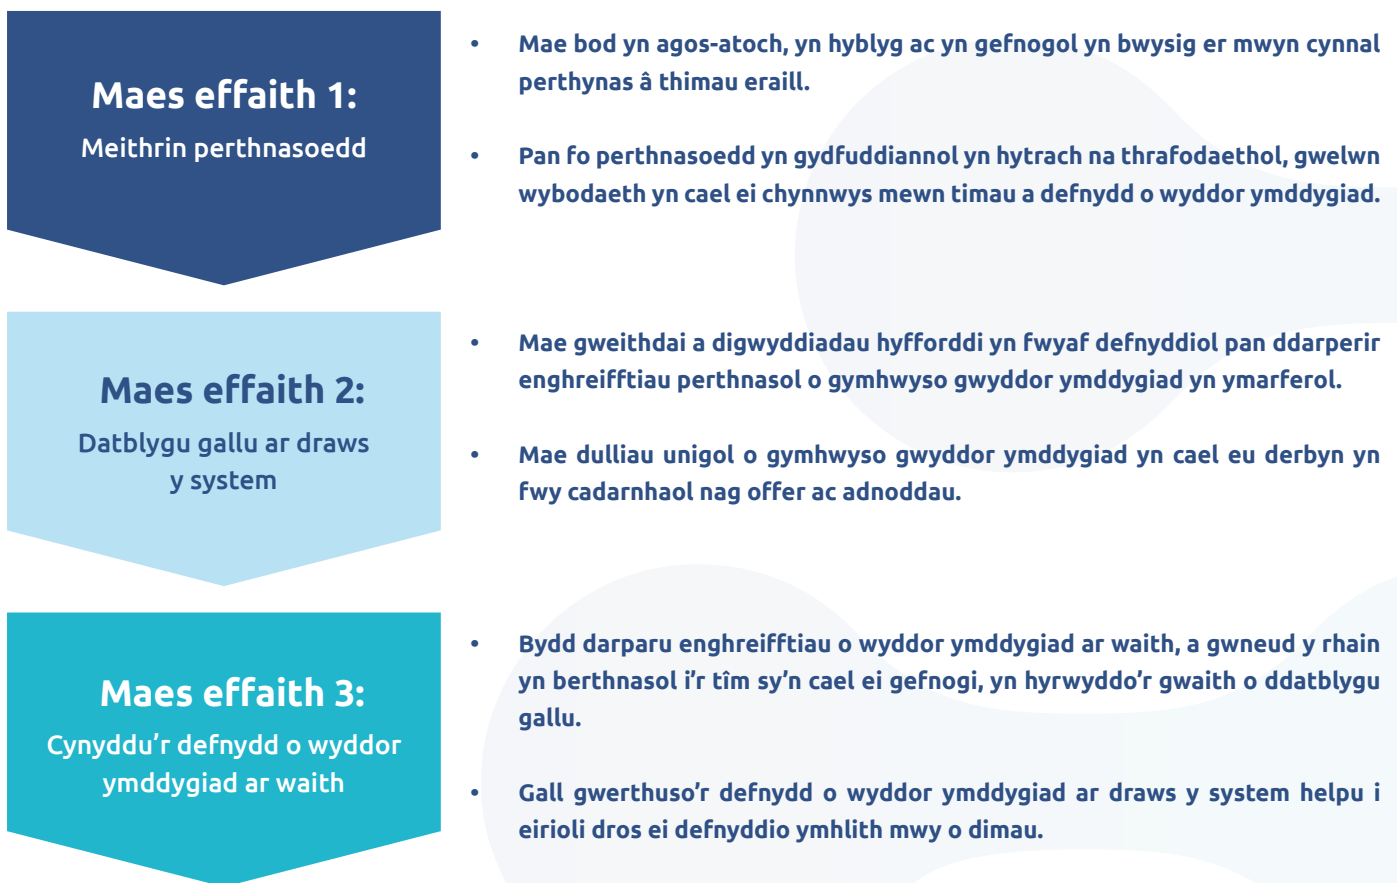 Maes effaith 1:
Meithrin perthnasoedd
• Mae bod yn agos-atoch, yn hyblyg ac yn gefnogol yn bwysig er mwyn cynnal
perthynas â thimau eraill.
• Pan fo perthnasoedd yn gydfuddiannol yn hytrach na thrafodaethol, gwelwn
wybodaeth yn cael ei chynnwys mewn timau a defnydd o wyddor ymddygiad.
Maes effaith 2:
Datblygu gallu ar draws
y system
• Mae gweithdai a digwyddiadau hyfforddi yn fwyaf defnyddiol pan ddarperir
enghreifftiau perthnasol o gymhwyso gwyddor ymddygiad yn ymarferol.
• Mae dulliau unigol o gymhwyso gwyddor ymddygiad yn cael eu derbyn yn
fwy cadarnhaol nag offer ac adnoddau.
Maes effaith 3:
Cynyddu’r defnydd o wyddor
ymddygiad ar waith
• Bydd darparu enghreifftiau o wyddor ymddygiad ar waith, a gwneud y rhain
yn berthnasol i’r tîm sy’n cael ei gefnogi, yn hyrwyddo’r gwaith o ddatblygu
gallu.
• Gall gwerthuso’r defnydd o wyddor ymddygiad ar draws y system helpu i
eirioli dros ei defnyddio ymhlith mwy o dimau.